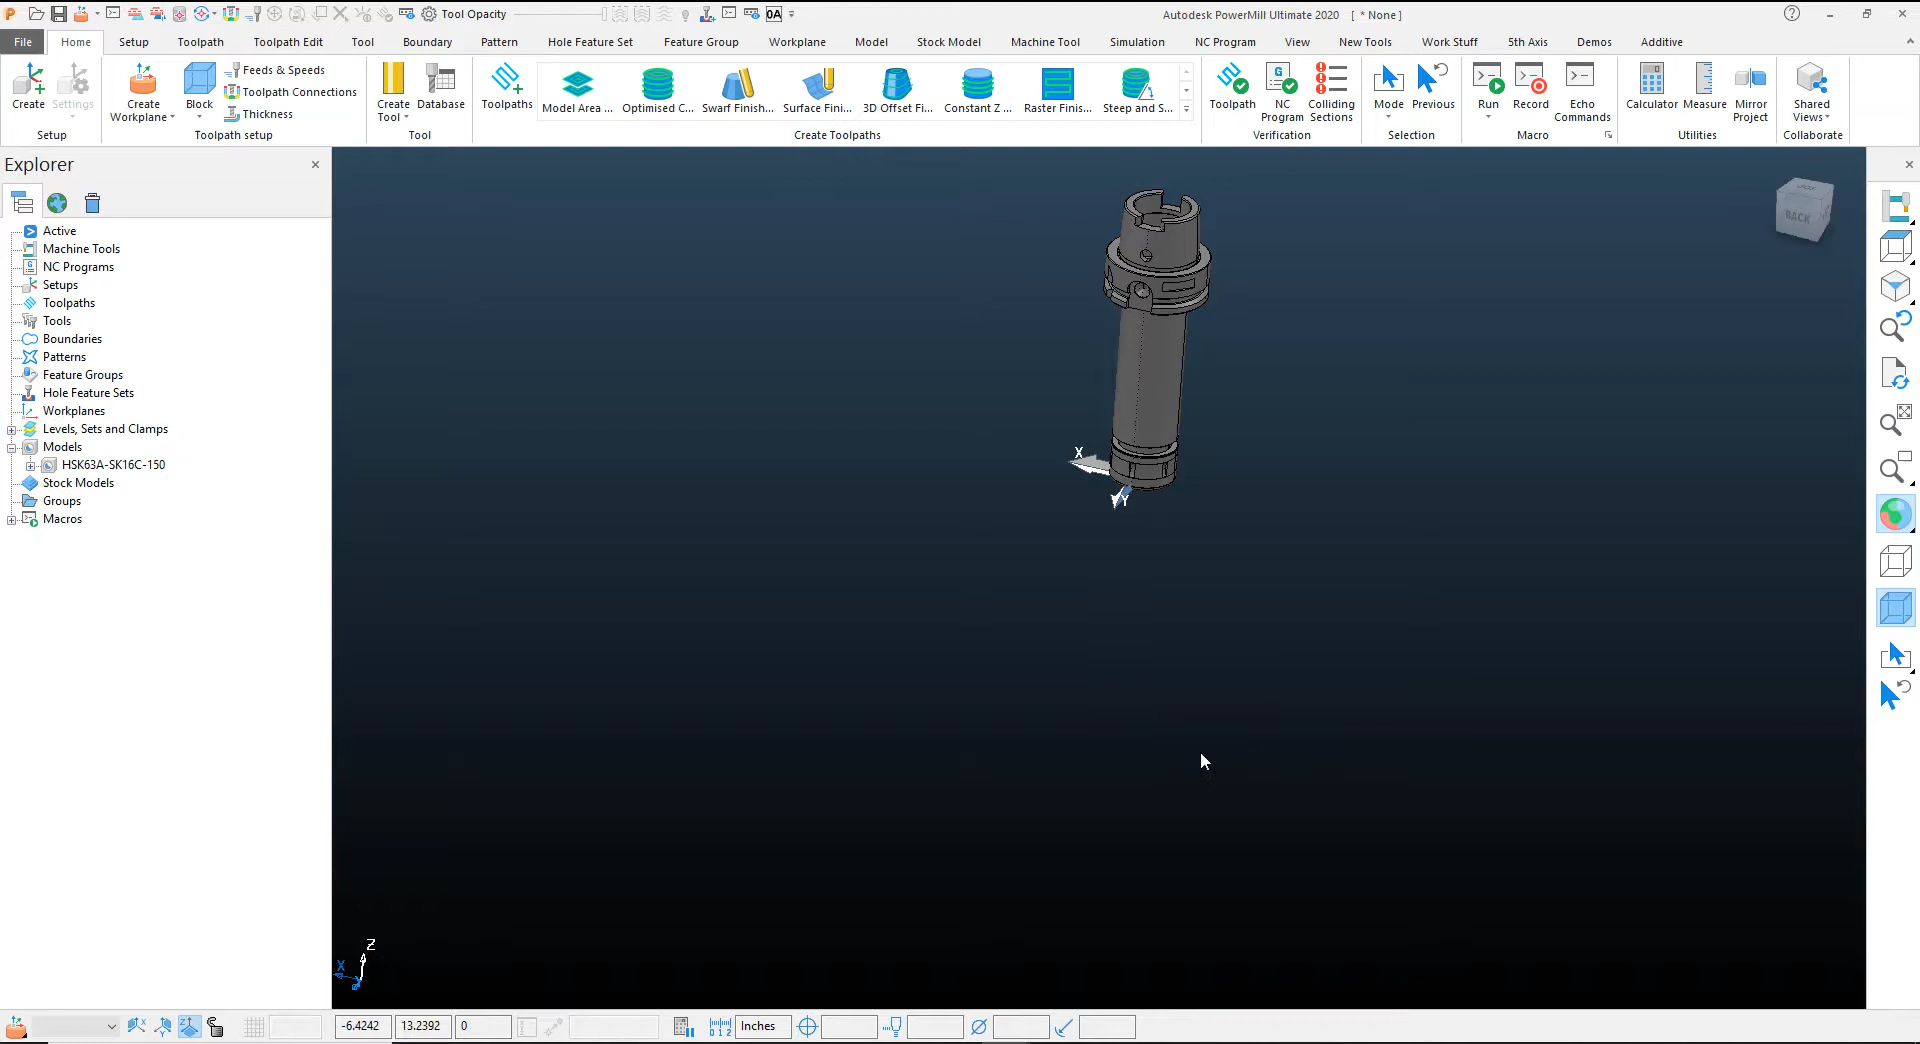 Tool Opacity
Autodesk PowerMill Ultimate 2020 [ * None ]
File Home Setup Toolpath Toolpath Edit Tool Boundary Pattern Hole Feature Set Feature Group Workplane Model Stock Model Machine Tool Simulation NC Program View New Tools Work Stuff 5th Axis Demos Additive
Create
Settings
Setup
Create Workplane
Block
Feeds & Speeds
Toolpath Connections
Thickness
Toolpath setup
Create Tool
Database
Tool
Toolpaths
Model Area ...
Optimised C...
Swarf Finish...
Surface Fini...
3D Offset Fi...
Constant Z ...
Raster Finis...
Steep and S...
Create Toolpaths
Toolpath
NC Program
Colliding Sections
Verification
Mode
Previous
Selection
Run
Record
Echo Commands
Macro
Calculator
Measure
Mirror Project
Utilities
Shared Views
Collaborate
Explorer
Active
Machine Tools
NC Programs
Setups
Toolpaths
Tools
Boundaries
Patterns
Feature Groups
Hole Feature Sets
Workplanes
Levels, Sets and Clamps
Models
HSK63A-SK16C-150
Stock Models
Groups
Macros
BACK
X
Y
Z
X
-6.4242 13.2392 0 Inches